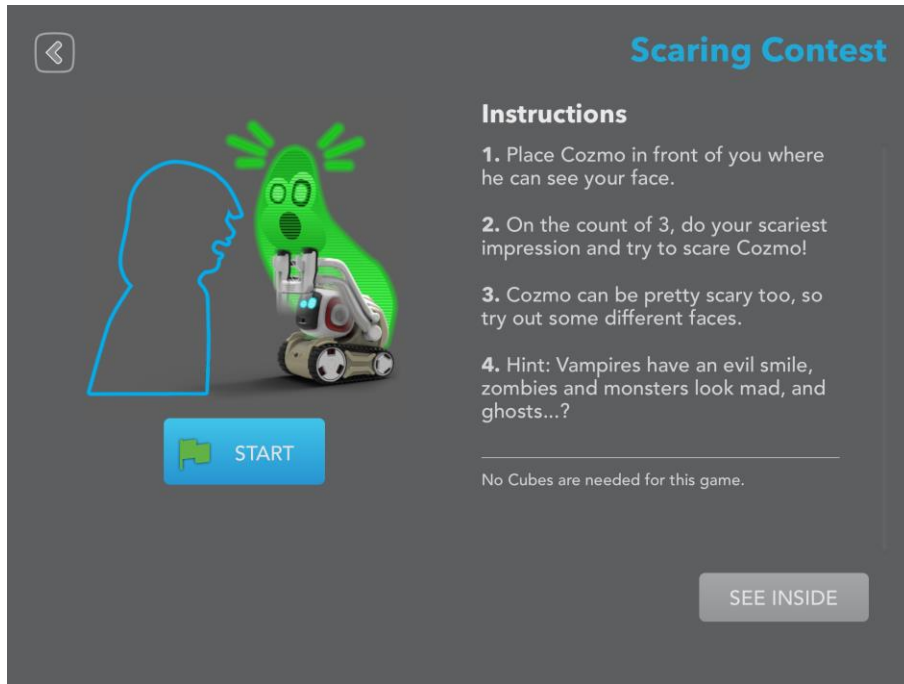 Scaring Contest
Instructions
1. Place Cozmo in front of you where
he can see your face.
2. On the count of 3, do your scariest
impression and try to scare Cozmo!
3. Cozmo can be pretty scary too, so
try out some different faces.
4. Hint: Vampires have an evil smile,
zombies and monsters look mad, and
ghosts...?
START
No Cubes are needed for this game.
SEE INSIDE